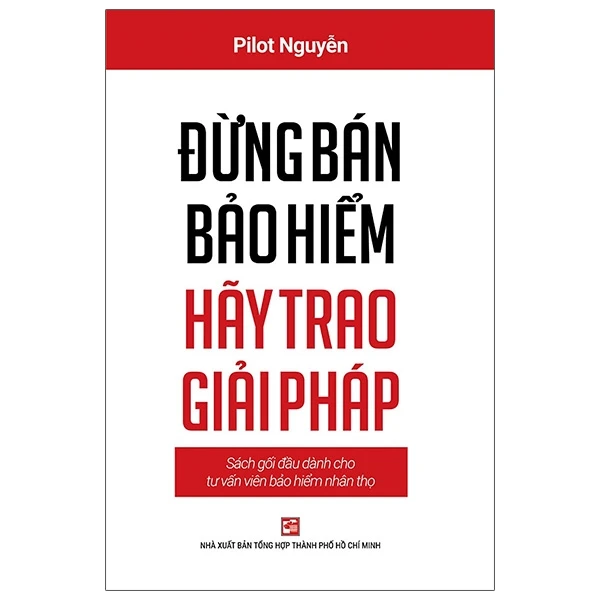 Pilot Nguyễn
ĐỪNG BÁN
BẢO HIỂM
HÃY TRAO
GIẢI PHÁP
Sách gối đầu dành cho
tư vấn viên bảo hiểm nhân thọ
NHÀ XUẤT BẢN TỔNG HỢP THÀNH PHỐ HỒ CHÍ MINH